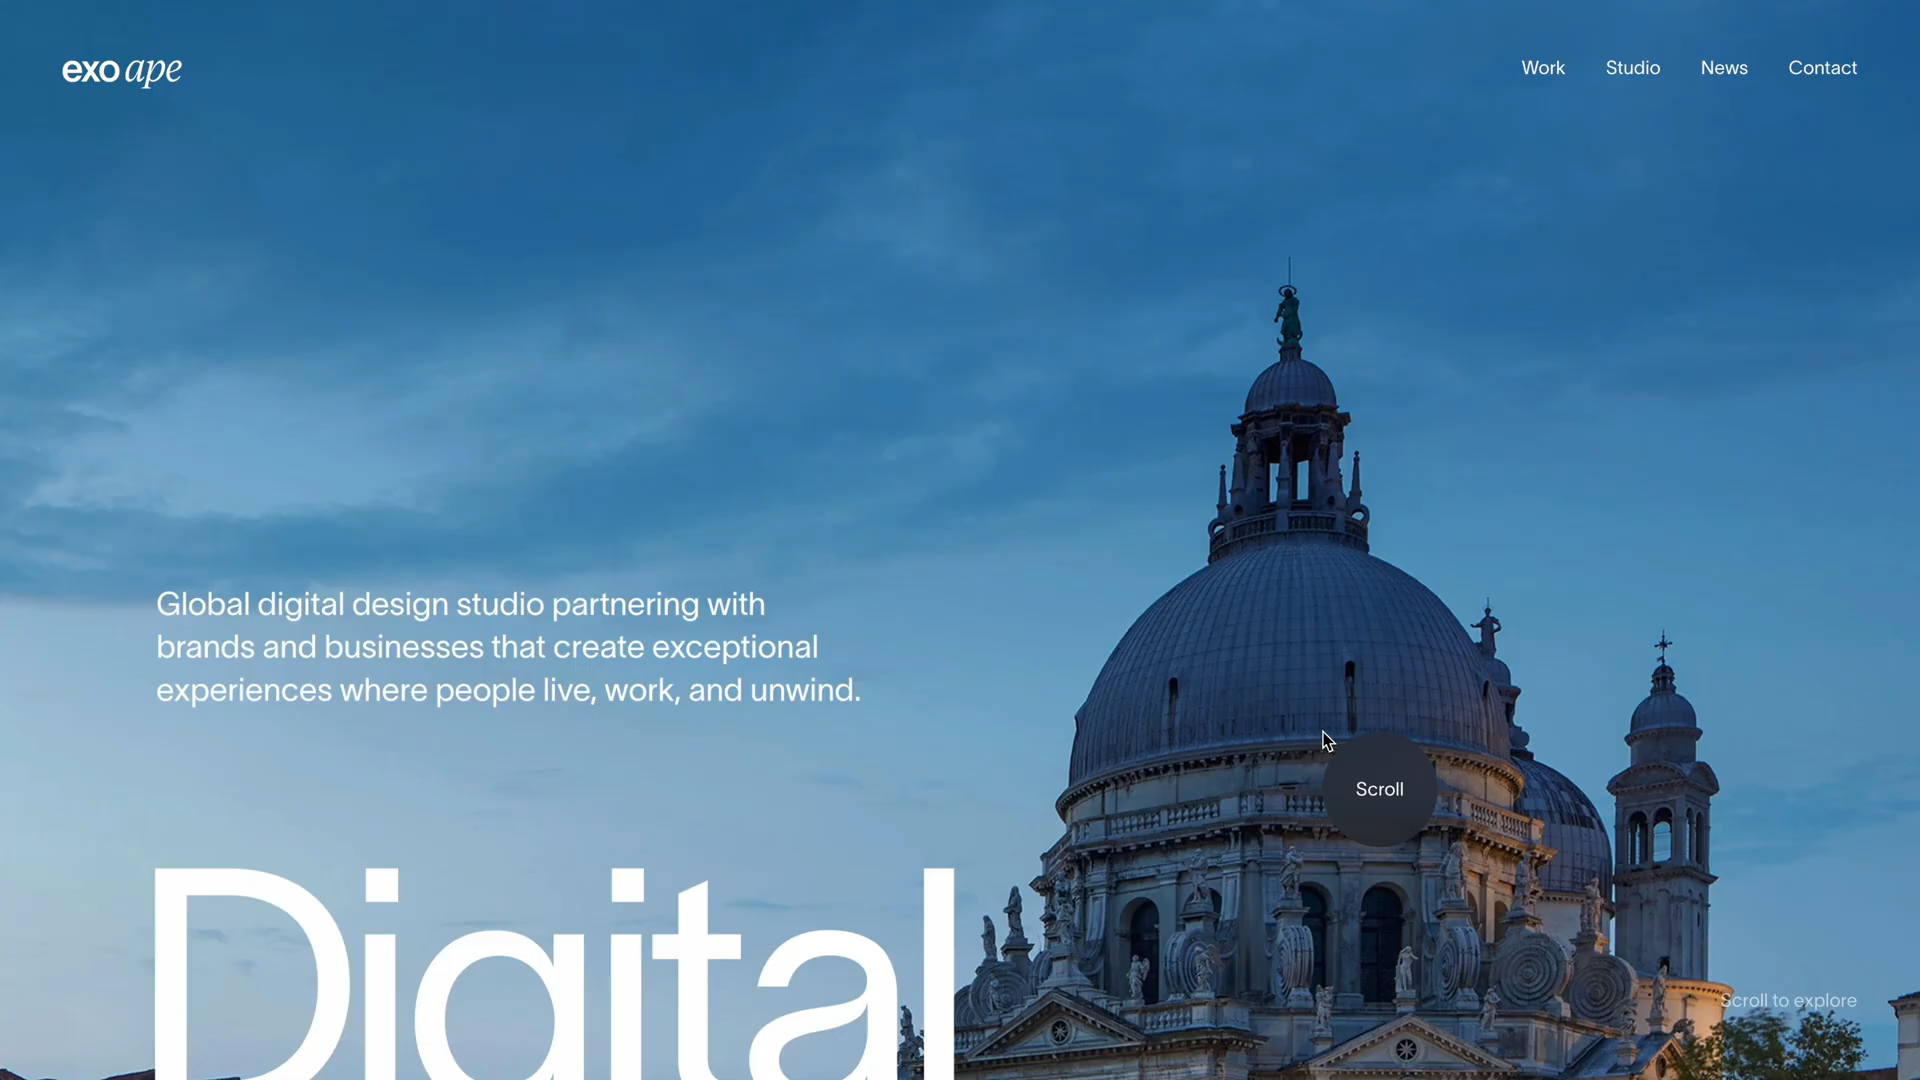 exo ape
Work Studio News Contact
Global digital design studio partnering with
brands and businesses that create exceptional
experiences where people live, work, and unwind.
Scroll
Digital
Scroll to explore